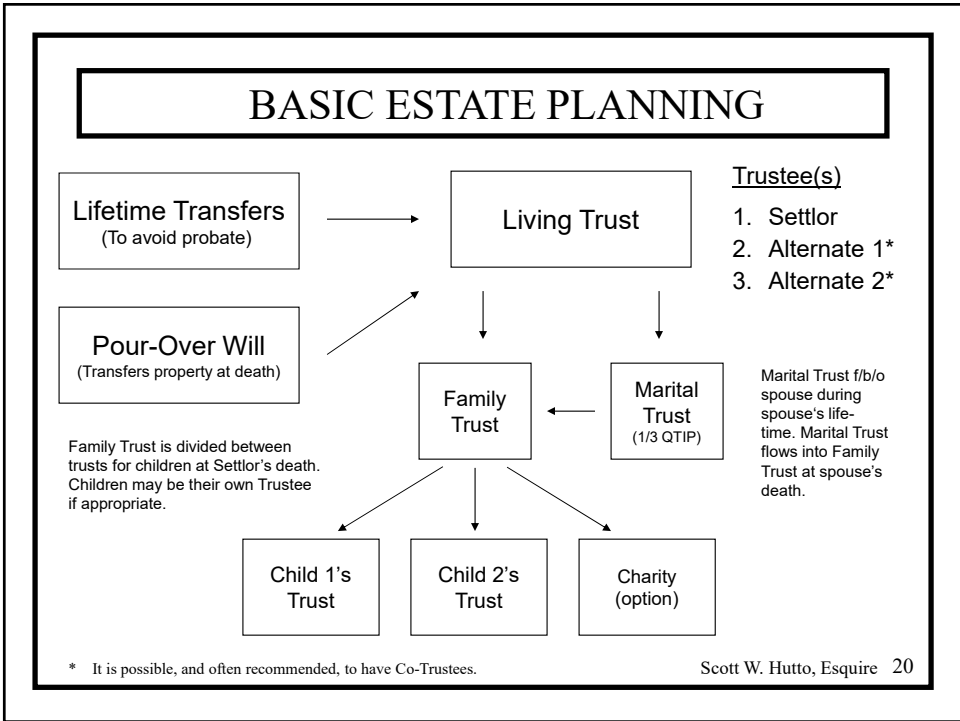 BASIC ESTATE PLANNING
Lifetime Transfers
(To avoid probate)
Living Trust
Trustee(s)
1. Settlor
2. Alternate 1*
3. Alternate 2*
Pour-Over Will
(Transfers property at death)
Family
Trust
Marital
Trust
(1/3 QTIP)
Marital Trust f/b/o
spouse during
spouse‘s life-
time. Marital Trust
flows into Family
Trust at spouse’s
death.
Family Trust is divided between
trusts for children at Settlor’s death.
Children may be their own Trustee
if appropriate.
Child 1’s
Trust
Child 2’s
Trust
Charity
(option)
* It is possible, and often recommended, to have Co-Trustees.
Scott W. Hutto, Esquire 20